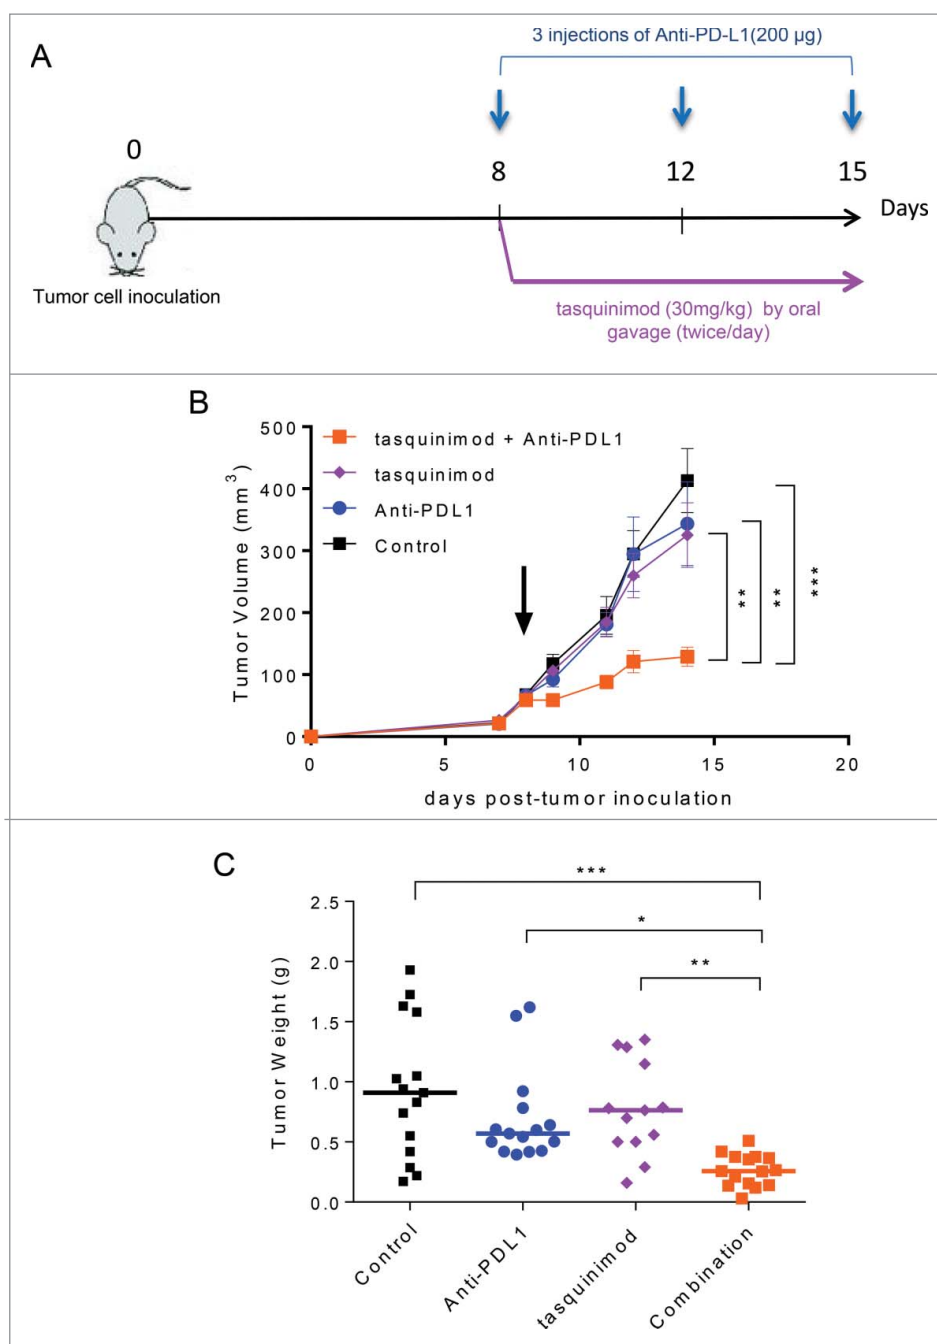 A
3 injections of Anti-PD-L1(200 µg)
0
8
12
15
Days
Tumor cell inoculation
tasquinimod (30mg/kg) by oral
gavage (twice/day)
B
Tumor Volume (mm³)
500
400
300
200
100
0
tasquinimod + Anti-PDL1
tasquinimod
Anti-PDL1
Control
**
**
***
0
5
10
15
20
days post-tumor inoculation
C
***
*
**
Tumor Weight (g)
2.5
2.0
1.5
1.0
0.5
0.0
Control
Anti-PDL1
tasquinimod
Combination